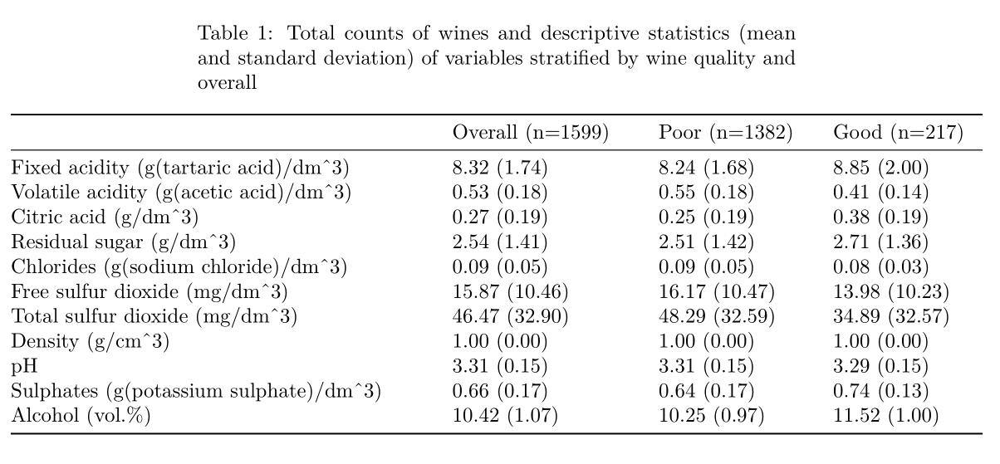 Table 1: Total counts of wines and descriptive statistics (mean
and standard deviation) of variables stratified by wine quality and
overall
Overall (n=1599) Poor (n=1382) Good (n=217)
Fixed acidity (g(tartaric acid)/dm^3) 8.32 (1.74) 8.24 (1.68) 8.85 (2.00)
Volatile acidity (g(acetic acid)/dm^3) 0.53 (0.18) 0.55 (0.18) 0.41 (0.14)
Citric acid (g/dm^3) 0.27 (0.19) 0.25 (0.19) 0.38 (0.19)
Residual sugar (g/dm^3) 2.54 (1.41) 2.51 (1.42) 2.71 (1.36)
Chlorides (g(sodium chloride)/dm^3) 0.09 (0.05) 0.09 (0.05) 0.08 (0.03)
Free sulfur dioxide (mg/dm^3) 15.87 (10.46) 16.17 (10.47) 13.98 (10.23)
Total sulfur dioxide (mg/dm^3) 46.47 (32.90) 48.29 (32.59) 34.89 (32.57)
Density (g/cm^3) 1.00 (0.00) 1.00 (0.00) 1.00 (0.00)
pH 3.31 (0.15) 3.31 (0.15) 3.29 (0.15)
Sulphates (g(potassium sulphate)/dm^3) 0.66 (0.17) 0.64 (0.17) 0.74 (0.13)
Alcohol (vol.%) 10.42 (1.07) 10.25 (0.97) 11.52 (1.00)